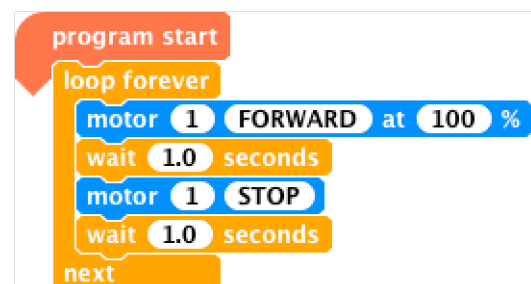 program start
loop forever
motor 1 FORWARD at 100 %
wait 1.0 seconds
motor 1 STOP
wait 1.0 seconds
next